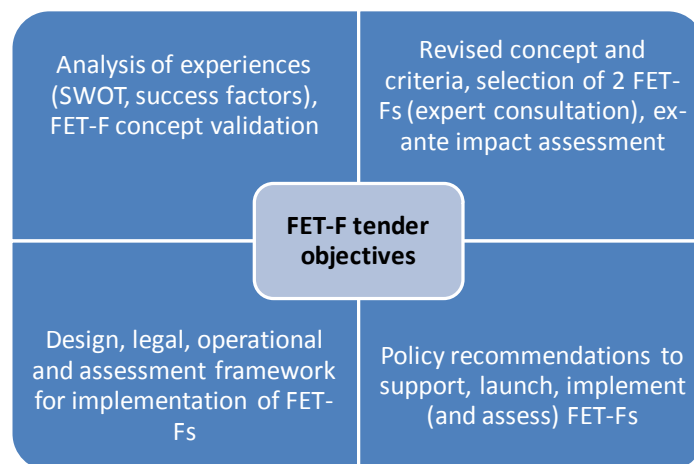 Analysis of experiences
(SWOT, success factors),
FET-F concept validation
Revised concept and
criteria, selection of 2 FET-
Fs (expert consultation), ex-
ante impact assessment
FET-F tender
objectives
Design, legal, operational
and assessment framework
for implementation of FET-
Fs
Policy recommendations to
support, launch, implement
(and assess) FET-Fs